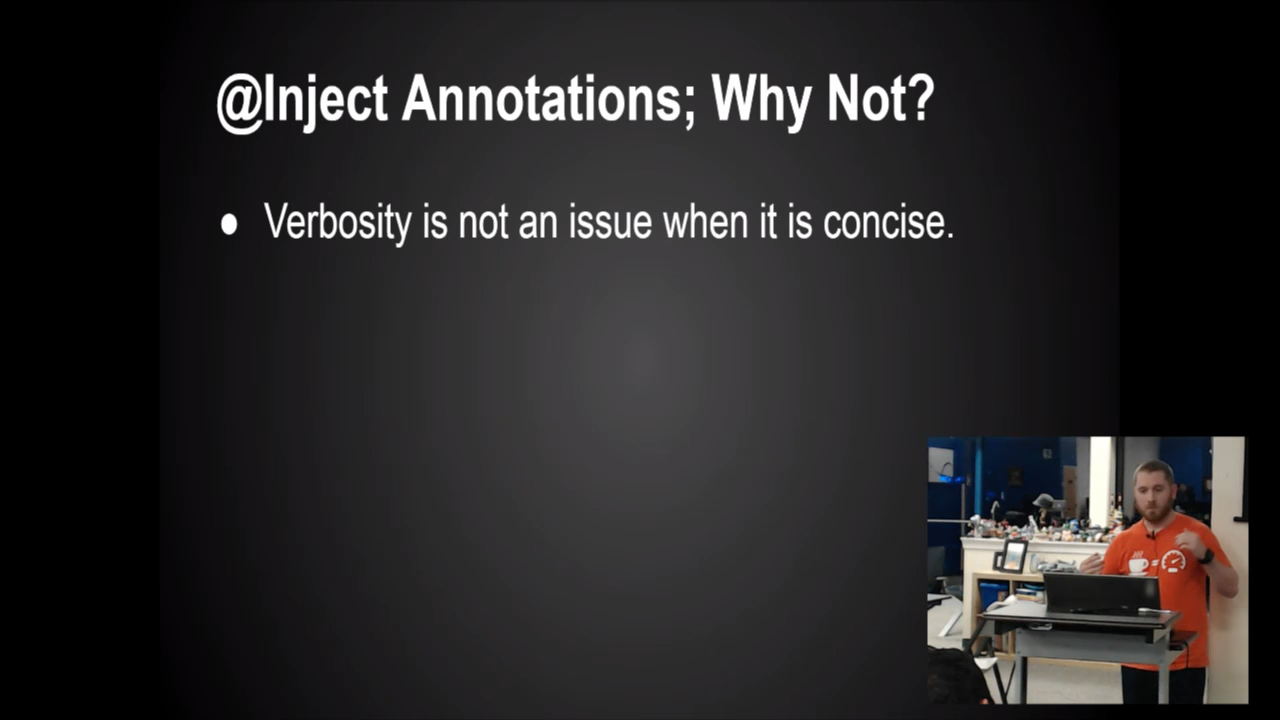 @Inject Annotations; Why Not?
● Verbosity is not an issue when it is concise.